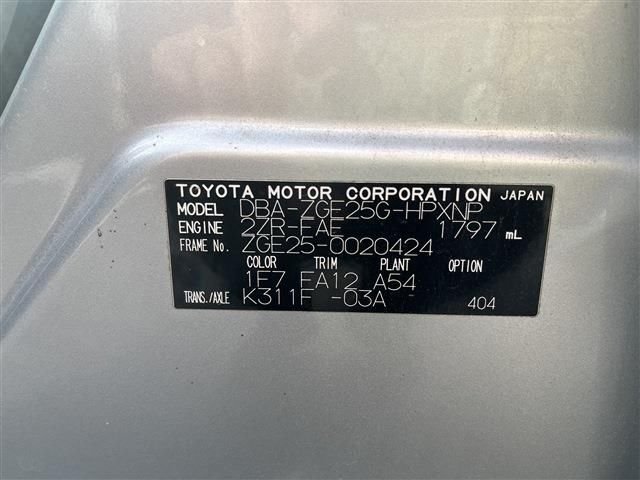 TOYOTA MOTOR CORPORATION JAPAN
MODEL DBA-ZGE25G-HPXNP
ENGINE 2ZR-FAE 1797 mL
FRAME No. ZGE25-0020424
COLOR TRIM PLANT OPTION
1F7 FA12 A54
TRANS./AXLE K311F -03A 404